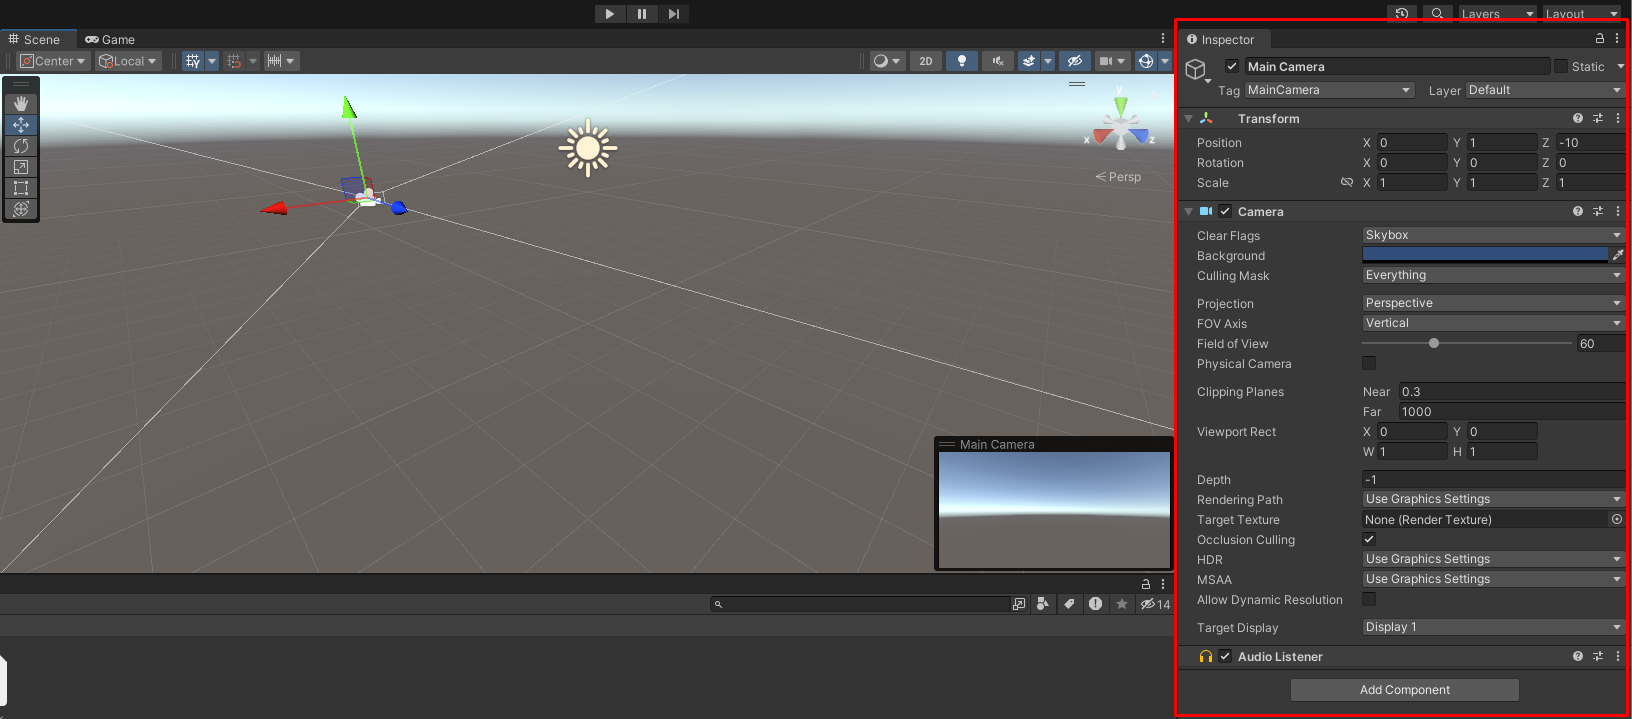 Layers
Layout
Scene
Game
Inspector
Center
Local
2D
Main Camera
Static
Tag
MainCamera
Layer
Default
y
x
z
Persp
Transform
Position X 0 Y 1 Z -10
Rotation X 0 Y 0 Z 0
Scale X 1 Y 1 Z 1
Camera
Clear Flags Skybox
Background
Culling Mask Everything
Projection Perspective
FOV Axis Vertical
Field of View 60
Physical Camera
Clipping Planes Near 0.3
Far 1000
Viewport Rect X 0 Y 0
W 1 H 1
Main Camera
Depth -1
Rendering Path Use Graphics Settings
Target Texture None (Render Texture)
Occlusion Culling
HDR Use Graphics Settings
MSAA Use Graphics Settings
Allow Dynamic Resolution
Target Display Display 1
14
Audio Listener
Add Component